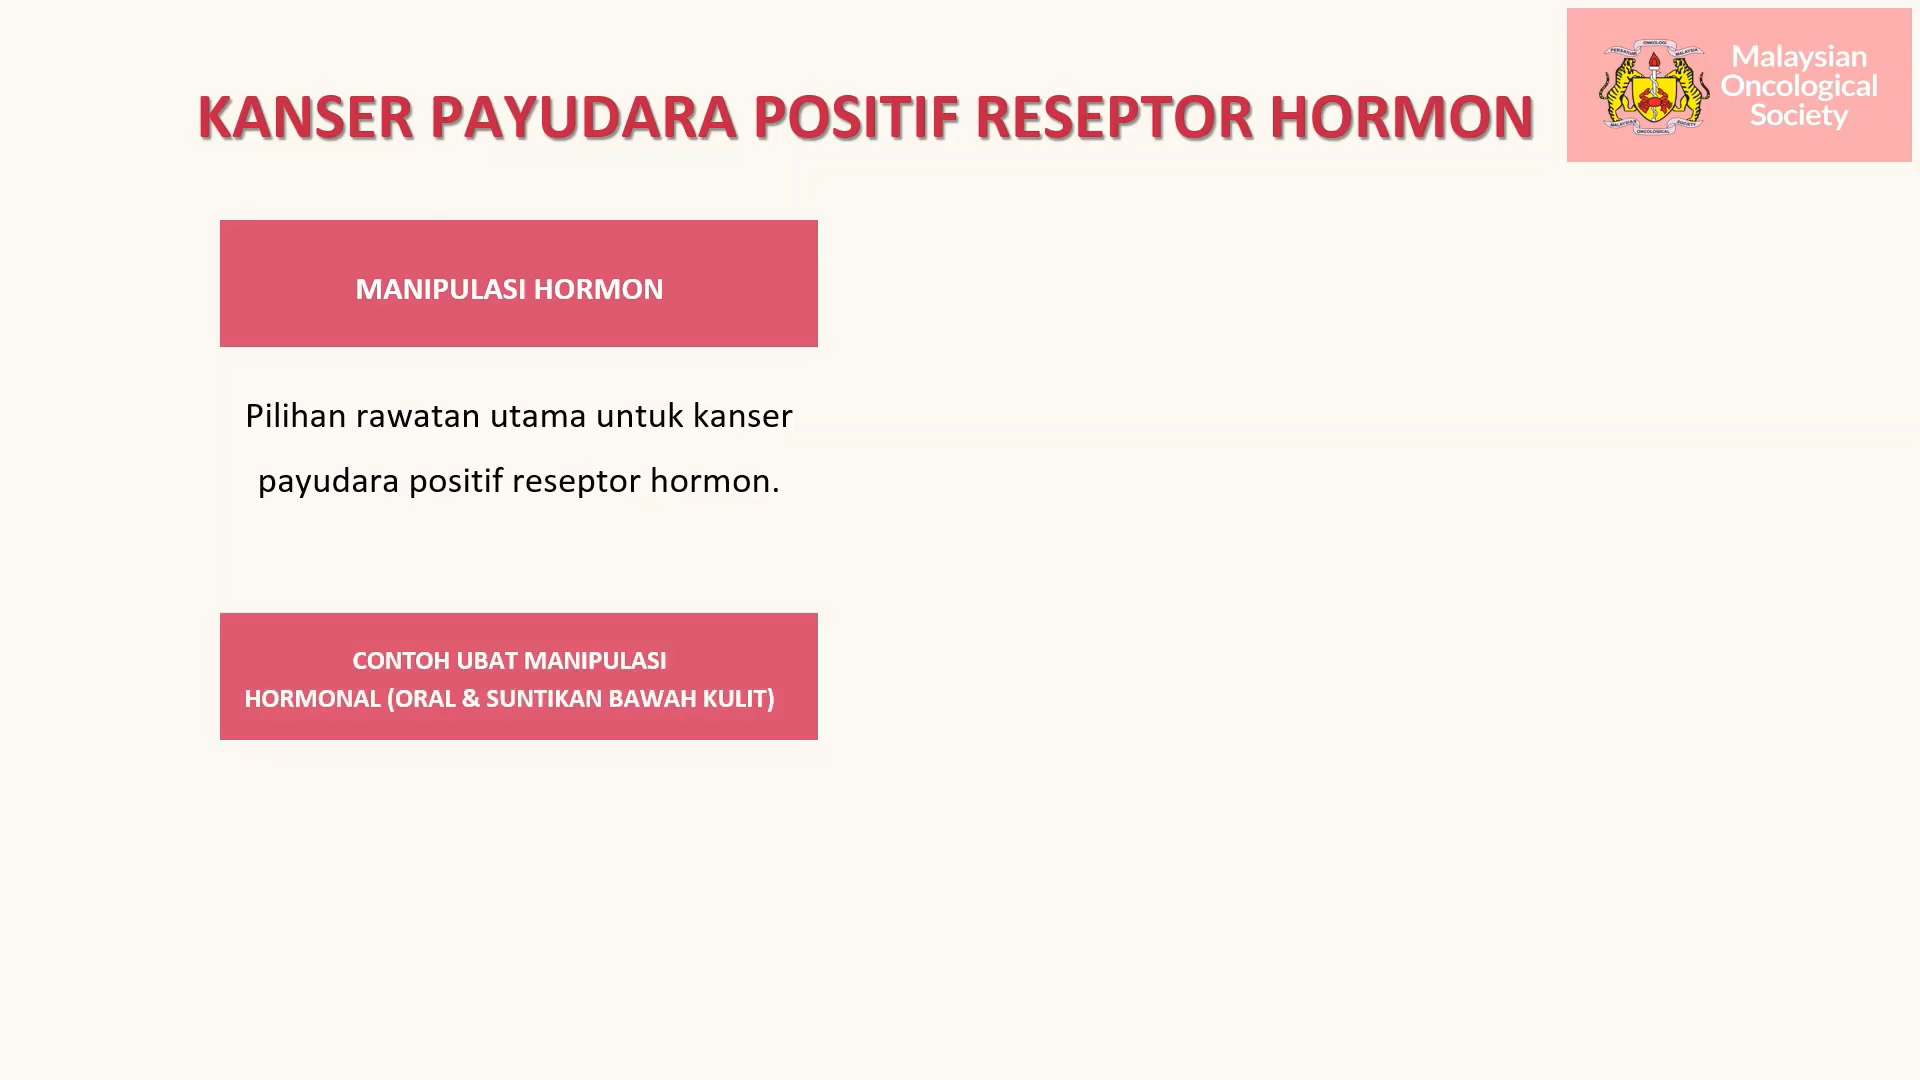 KANSER PAYUDARA POSITIF RESEPTOR HORMON
Malaysian
Oncological
Society
MANIPULASI HORMON
Pilihan rawatan utama untuk kanser
payudara positif reseptor hormon.
CONTOH UBAT MANIPULASI
HORMONAL (ORAL & SUNTIKAN BAWAH KULIT)